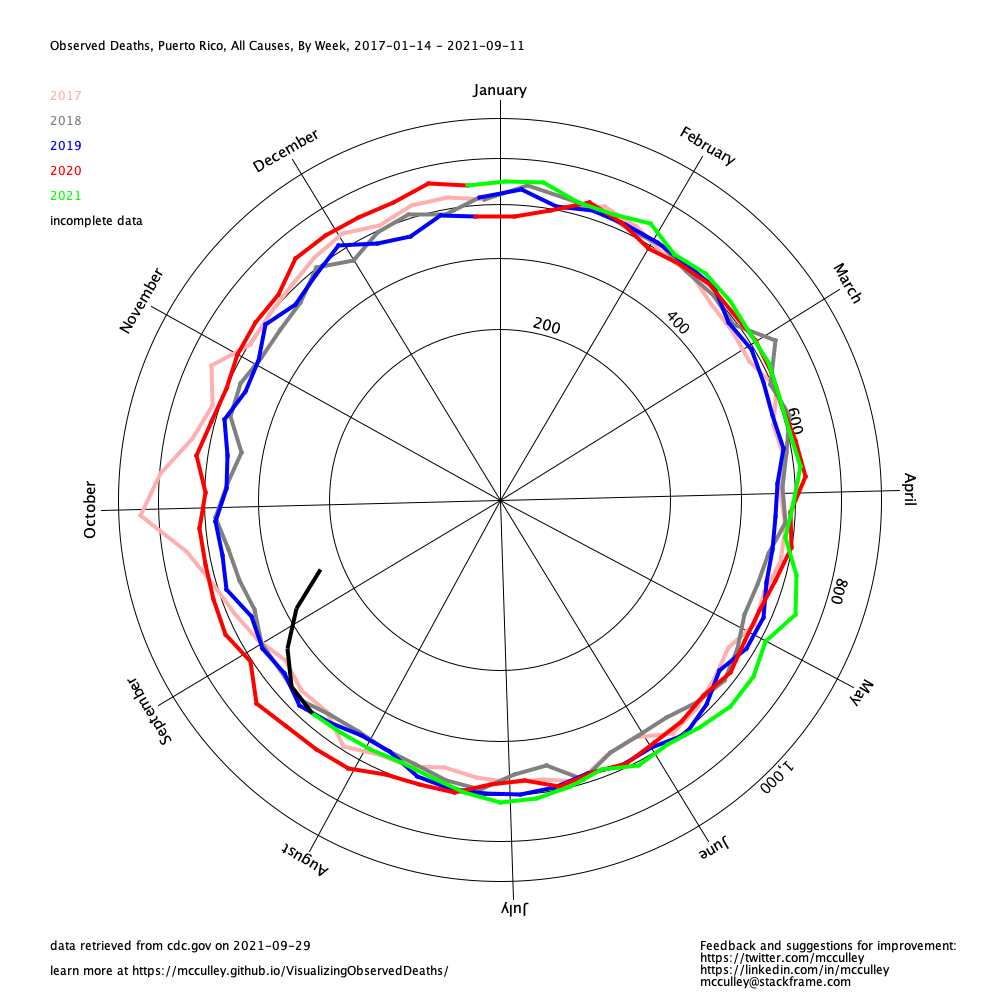 Observed Deaths, Puerto Rico, All Causes, By Week, 2017-01-14 - 2021-09-11
2017
2018
2019
2020
2021
incomplete data
January
February
March
April
May
June
July
August
September
October
November
December
200
400
600
800
1,000
data retrieved from cdc.gov on 2021-09-29
learn more at https://mcculley.github.io/VisualizingObservedDeaths/
Feedback and suggestions for improvement:
https://twitter.com/mcculley
https://linkedin.com/in/mcculley
mcculley@stackframe.com